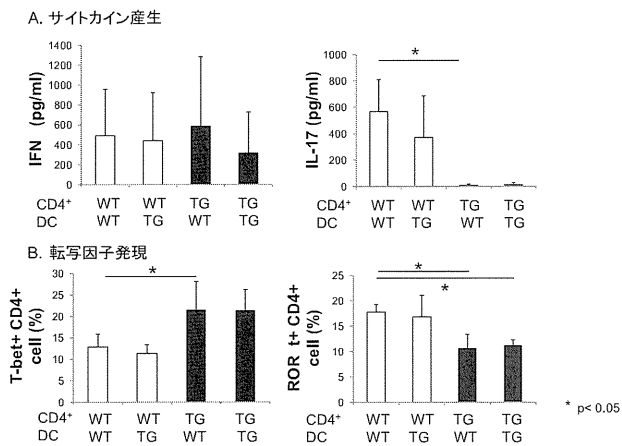 A. サイトカイン産生
IFN (pg/ml)
1400
1200
1000
800
600
400
200
0
CD4+ WT WT TG TG
DC WT TG WT TG
IL-17 (pg/ml)
1000
800
600
400
200
0
*
WT WT TG TG
WT TG WT TG
B. 転写因子発現
T-bet+ CD4+
cell (%)
30
25
20
15
10
5
0
*
CD4+ WT WT TG TG
DC WT TG WT TG
ROR t+ CD4+
cell (%)
25
20
15
10
5
0
*
*
CD4+ WT WT TG TG
DC WT TG WT TG
* p< 0.05